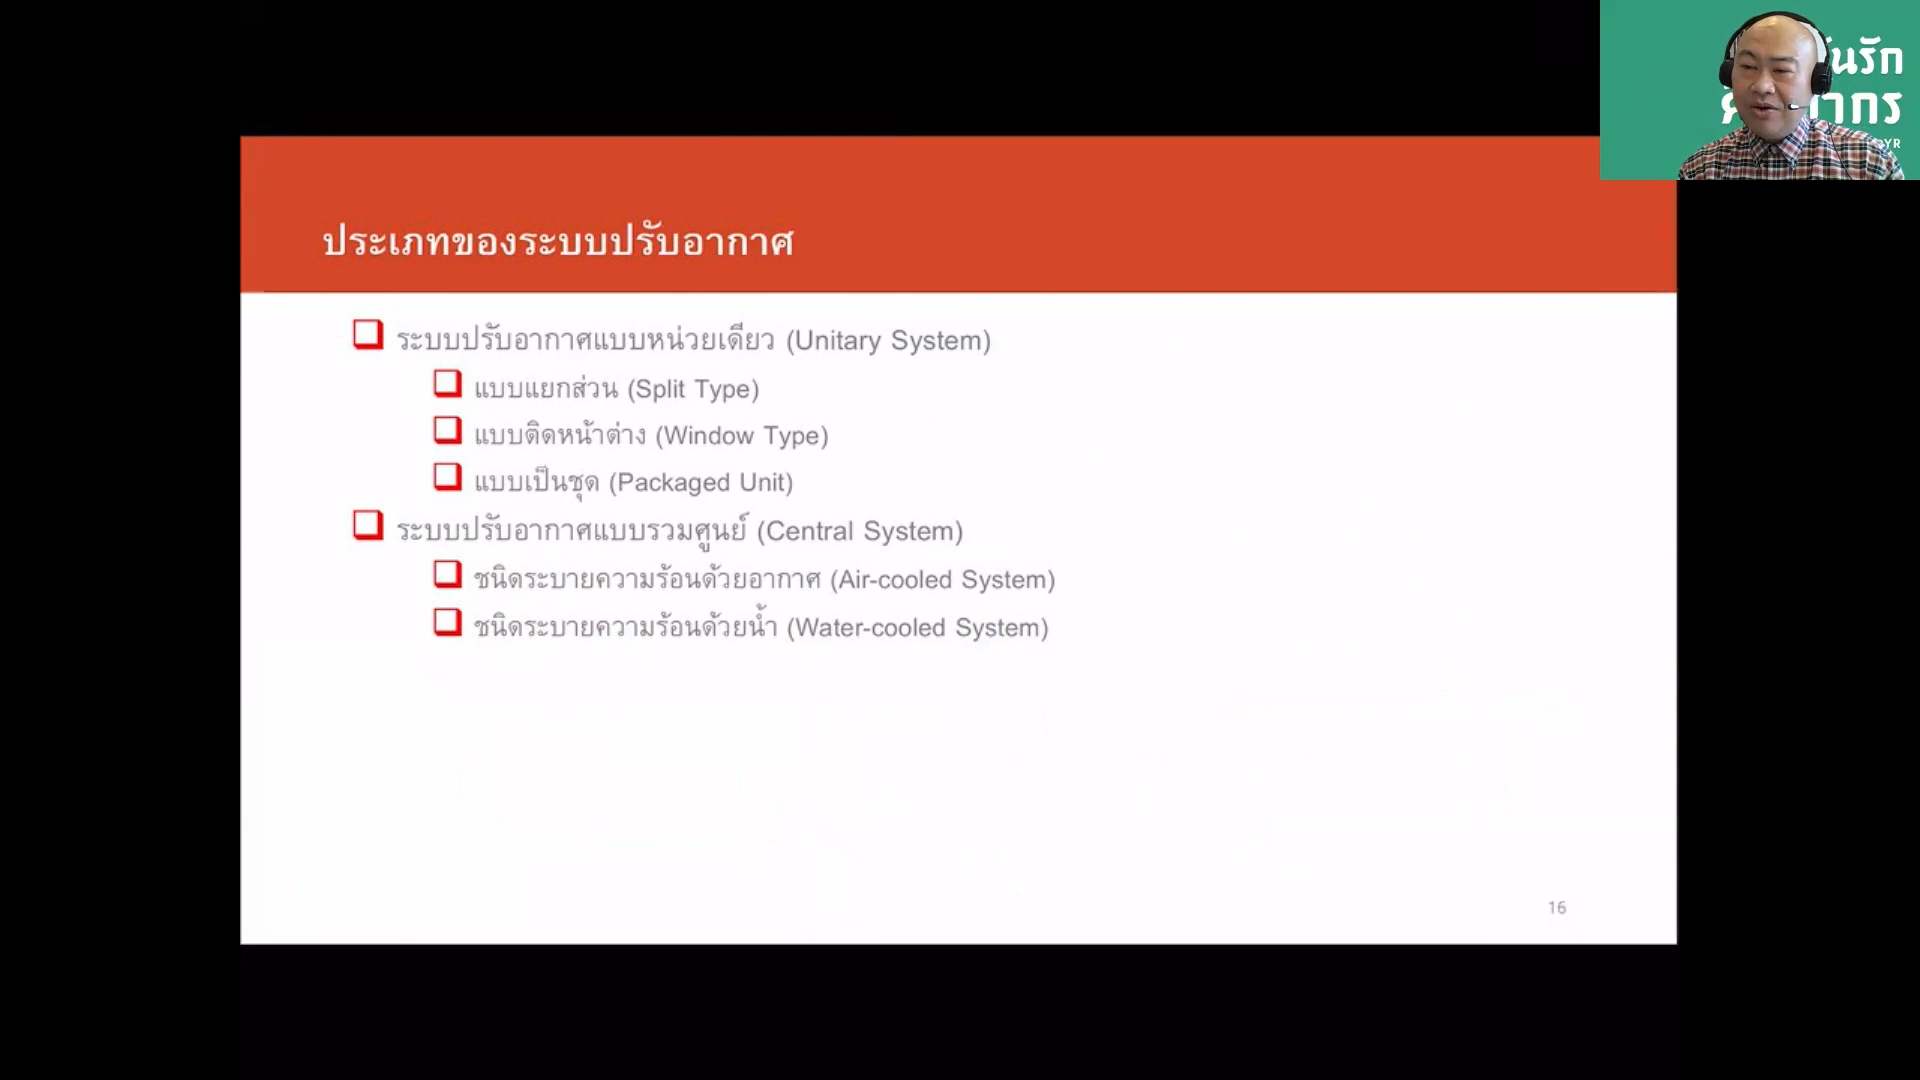 ประเภทของระบบปรับอากาศ
ระบบปรับอากาศแบบหน่วยเดียว (Unitary System)
แบบแยกส่วน (Split Type)
แบบติดหน้าต่าง (Window Type)
แบบเป็นชุด (Packaged Unit)
ระบบปรับอากาศแบบรวมศูนย์ (Central System)
ชนิดระบายความร้อนด้วยอากาศ (Air-cooled System)
ชนิดระบายความร้อนด้วยน้ำ (Water-cooled System)
16